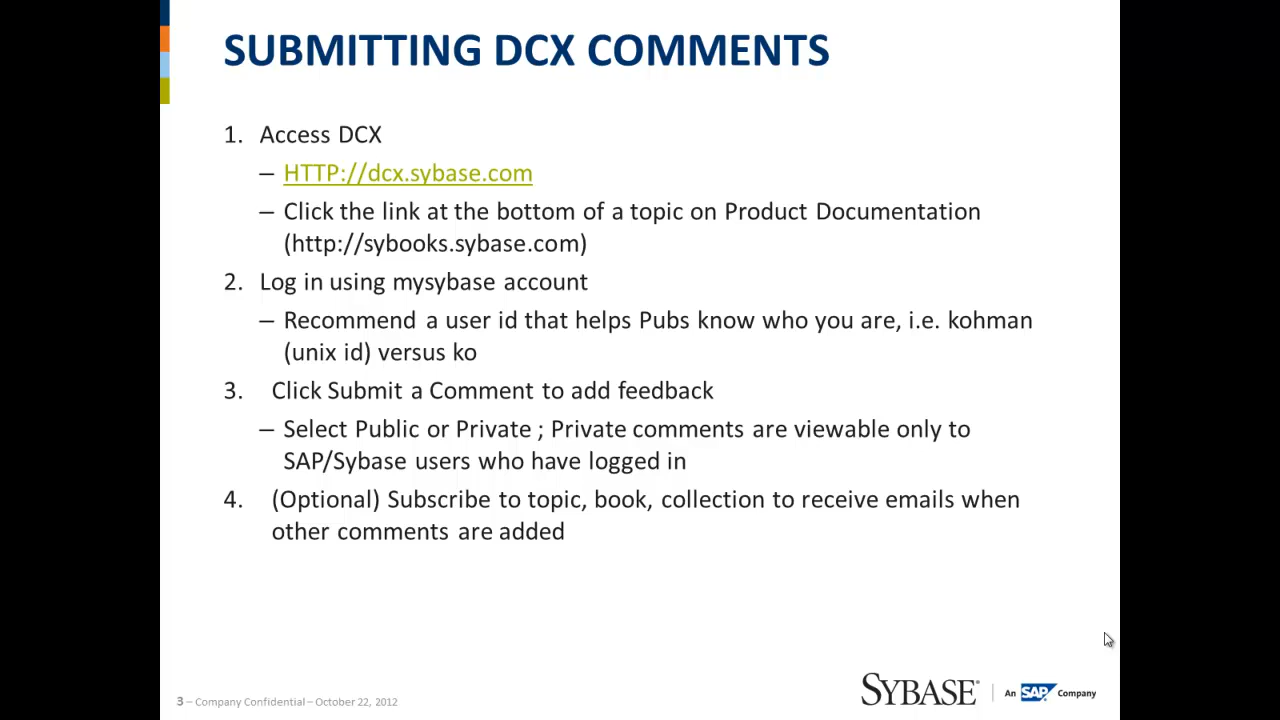 SUBMITTING DCX COMMENTS
1. Access DCX
– HTTP://dcx.sybase.com
– Click the link at the bottom of a topic on Product Documentation
(http://sybooks.sybase.com)
2. Log in using mysybase account
– Recommend a user id that helps Pubs know who you are, i.e. kohman
(unix id) versus ko
3. Click Submit a Comment to add feedback
– Select Public or Private ; Private comments are viewable only to
SAP/Sybase users who have logged in
4. (Optional) Subscribe to topic, book, collection to receive emails when
other comments are added
3 – Company Confidential – October 22, 2012
SYBASE® | An SAP Company